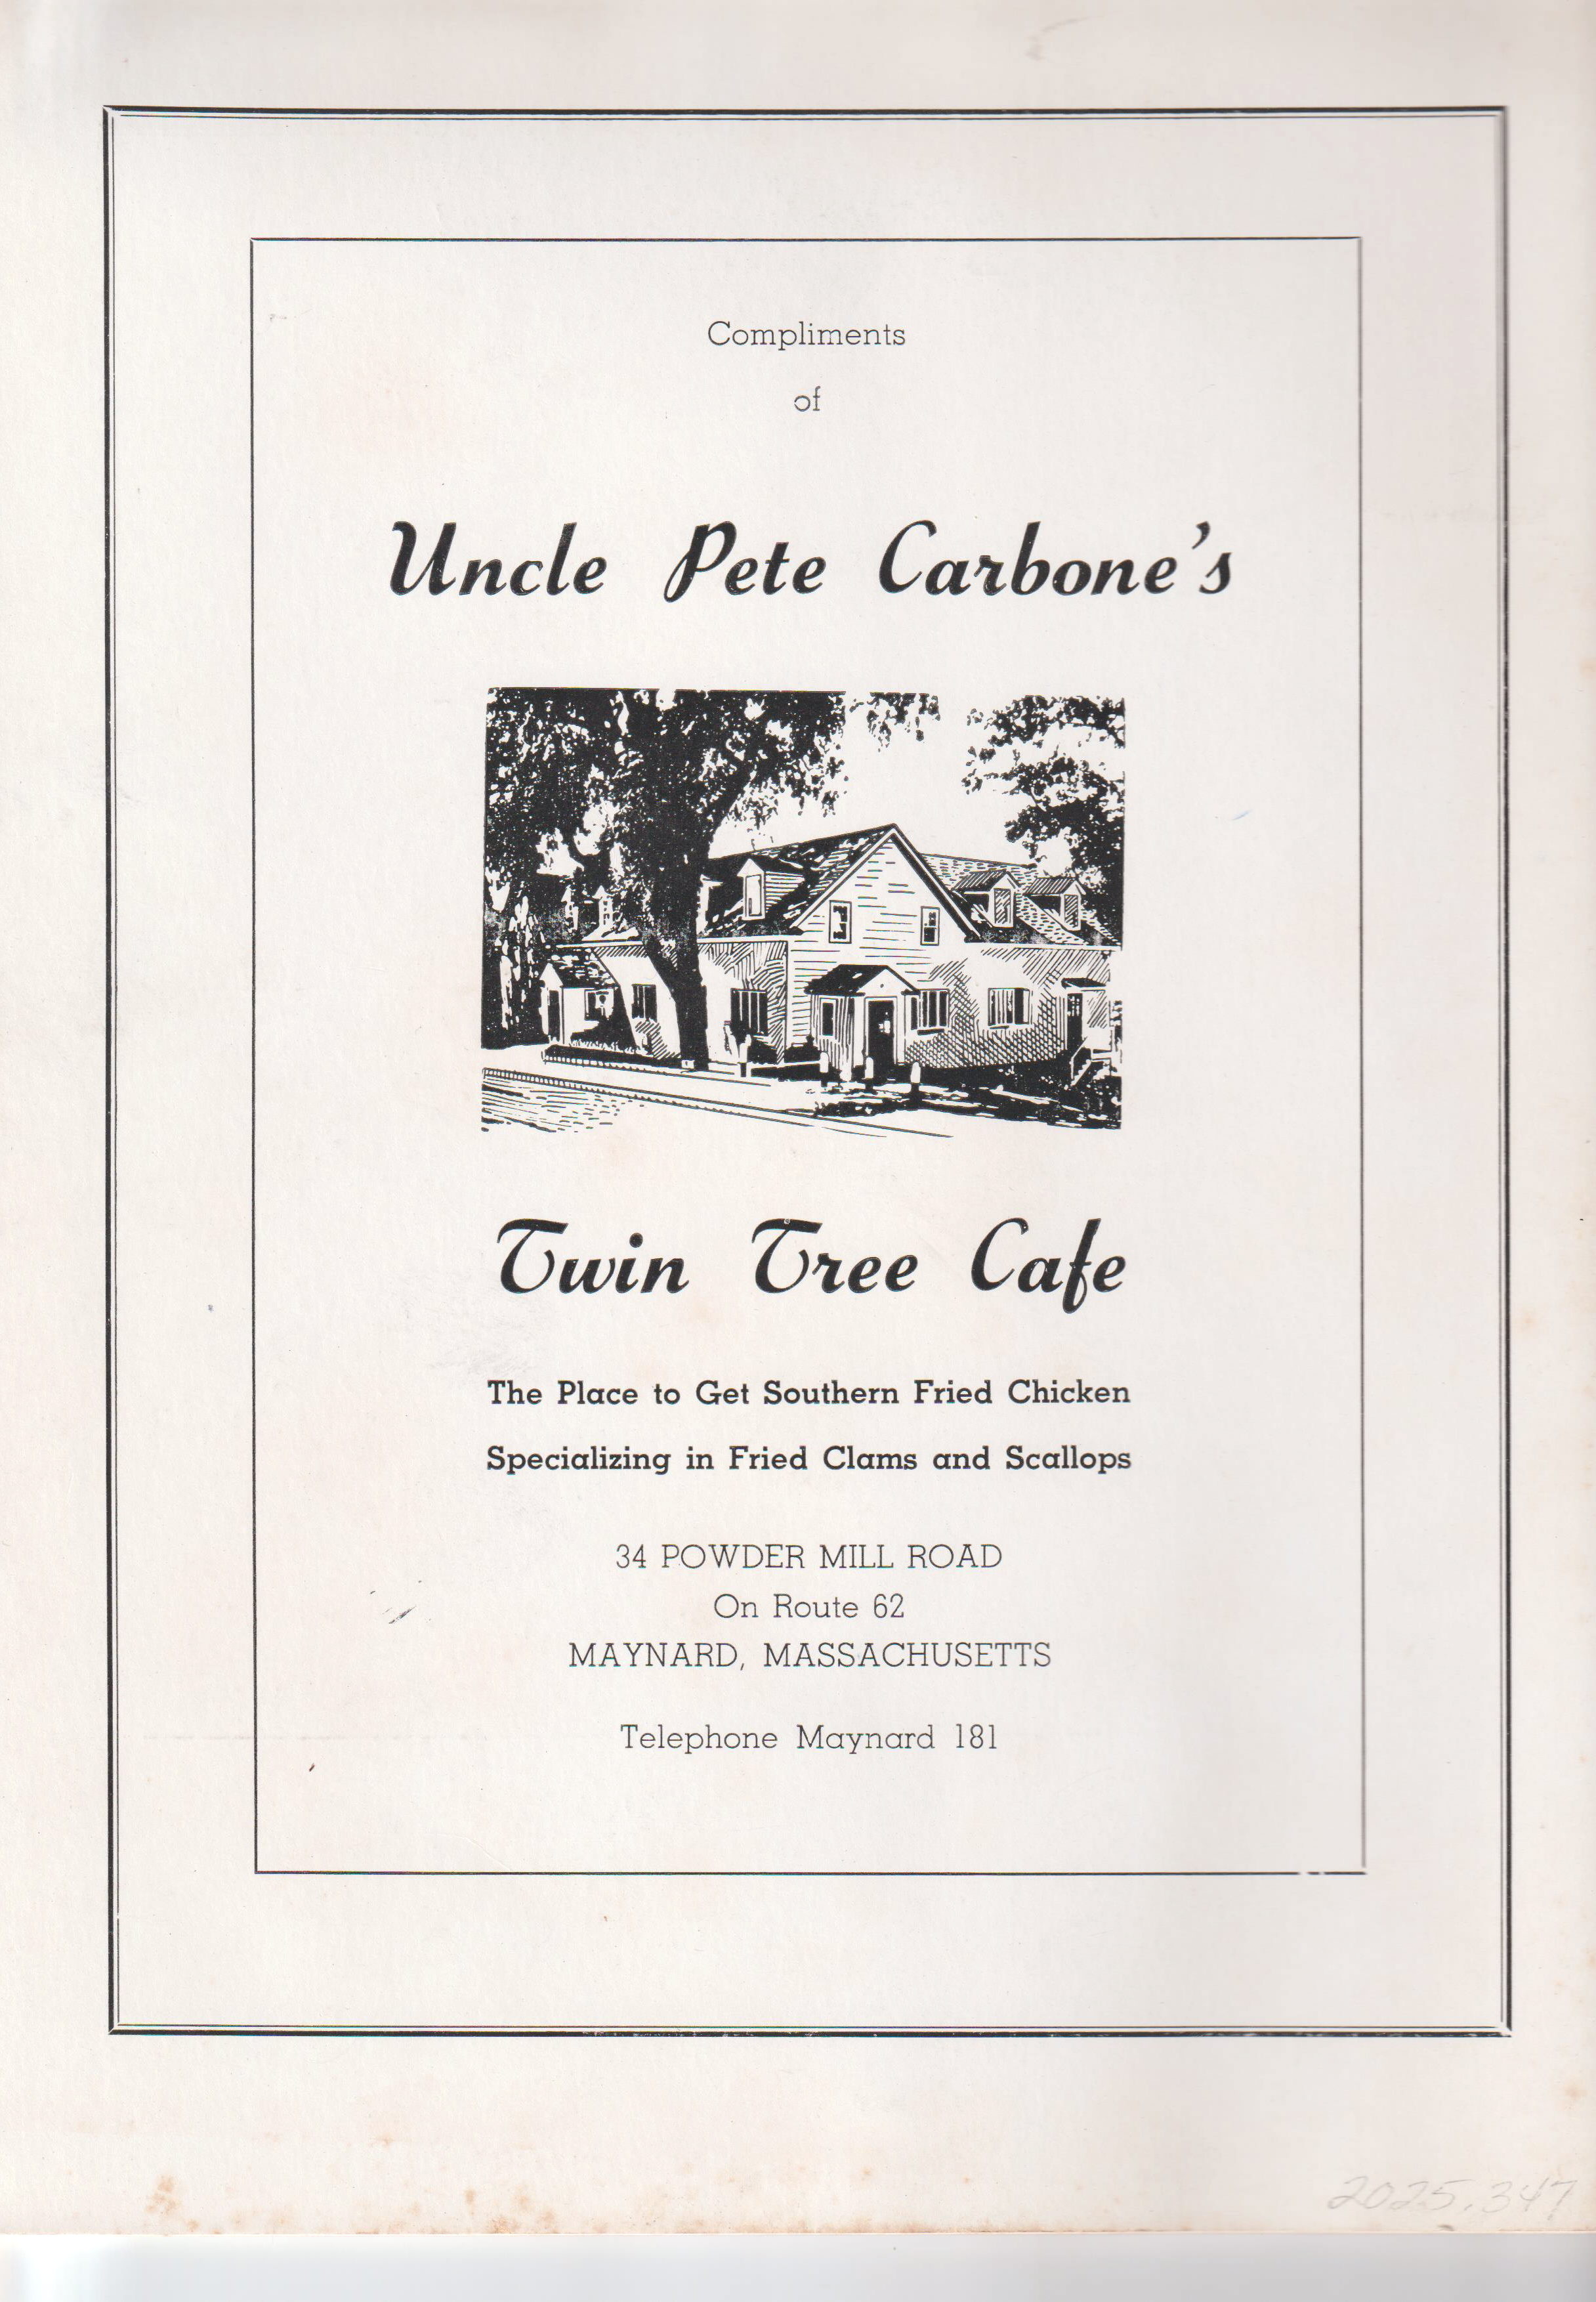 Compliments
of
Uncle Pete Carbone's
Twin Tree Cafe
The Place to Get Southern Fried Chicken
Specializing in Fried Clams and Scallops
34 POWDER MILL ROAD
On Route 62
MAYNARD, MASSACHUSETTS
Telephone Maynard 181
2025.347